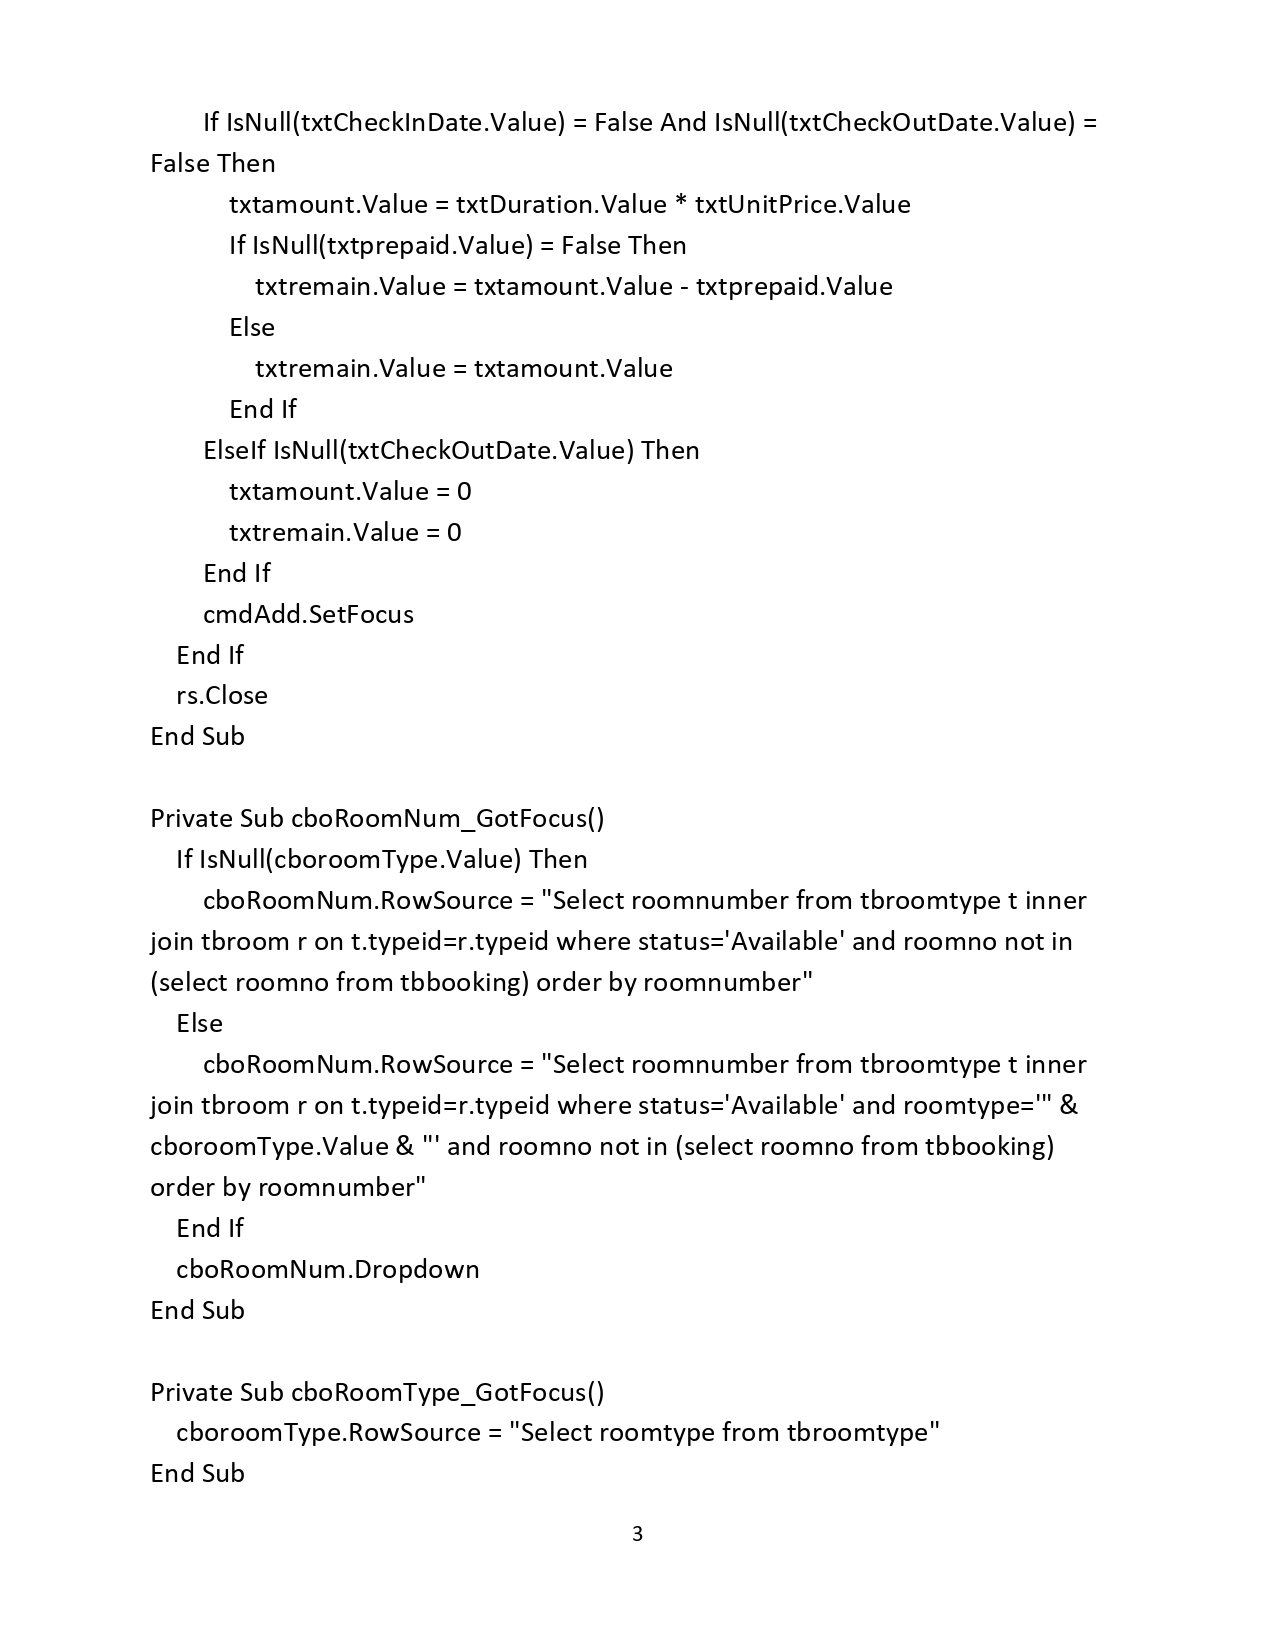 If IsNull(txtCheckInDate.Value) = False And IsNull(txtCheckOutDate.Value) =
False Then
txtamount.Value = txtDuration.Value * txtUnitPrice.Value
If IsNull(txtprepaid.Value) = False Then
txtremain.Value = txtamount.Value - txtprepaid.Value
Else
txtremain.Value = txtamount.Value
End If
ElseIf IsNull(txtCheckOutDate.Value) Then
txtamount.Value = 0
txtremain.Value = 0
End If
cmdAdd.SetFocus
End If
rs.Close
End Sub
Private Sub cboRoomNum_GotFocus()
If IsNull(cboroomType.Value) Then
cboRoomNum.RowSource = "Select roomnumber from tbroomtype t inner
join tbroom r on t.typeid=r.typeid where status='Available' and roomno not in
(select roomno from tbbooking) order by roomnumber"
Else
cboRoomNum.RowSource = "Select roomnumber from tbroomtype t inner
join tbroom r on t.typeid=r.typeid where status='Available' and roomtype='" &
cboroomType.Value & "' and roomno not in (select roomno from tbbooking)
order by roomnumber"
End If
cboRoomNum.Dropdown
End Sub
Private Sub cboRoomType_GotFocus()
cboroomType.RowSource = "Select roomtype from tbroomtype"
End Sub
3